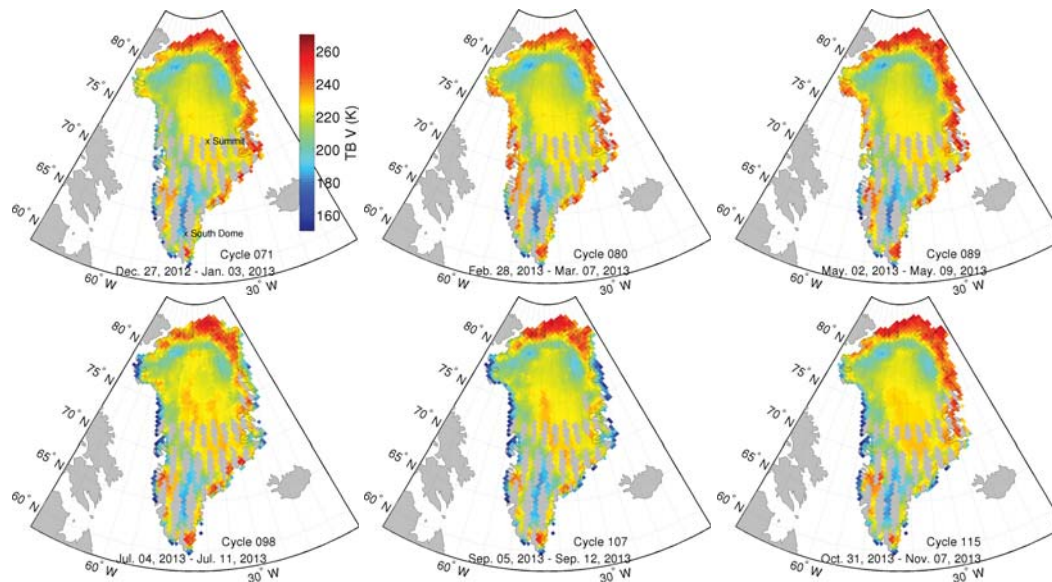 80° N
75° N
70° N
65° N
60° N
60° W
30° W
260
240
220
200
180
160
TB V (K)
x Summit
x South Dome
Cycle 071
Dec. 27, 2012 - Jan. 03, 2013
80° N
75° N
70° N
65° N
60° N
60° W
30° W
Cycle 080
Feb. 28, 2013 - Mar. 07, 2013
80° N
75° N
70° N
65° N
60° N
60° W
30° W
Cycle 089
May. 02, 2013 - May. 09, 2013
80° N
75° N
70° N
65° N
60° N
60° W
30° W
Cycle 098
Jul. 04, 2013 - Jul. 11, 2013
80° N
75° N
70° N
65° N
60° N
60° W
30° W
Cycle 107
Sep. 05, 2013 - Sep. 12, 2013
80° N
75° N
70° N
65° N
60° N
60° W
30° W
Cycle 115
Oct. 31, 2013 - Nov. 07, 2013